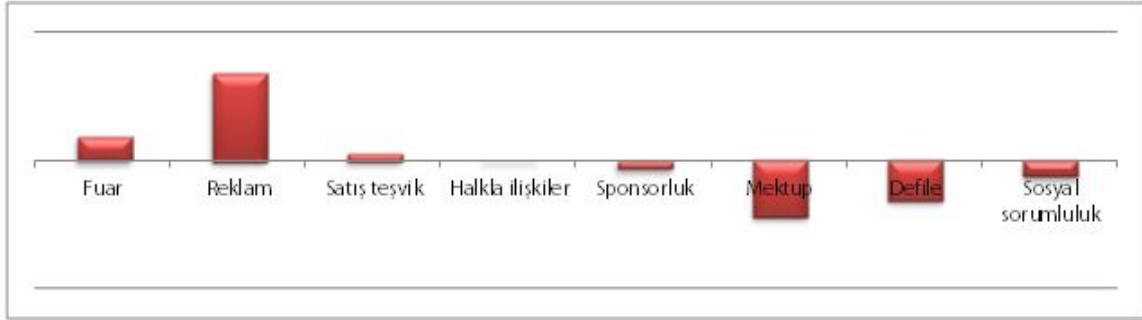 Fuar
Reklam
Satış teşvik
Halkla ilişkiler
Sponsorluk
Mektup
Defile
Sosyal
sorumluluk